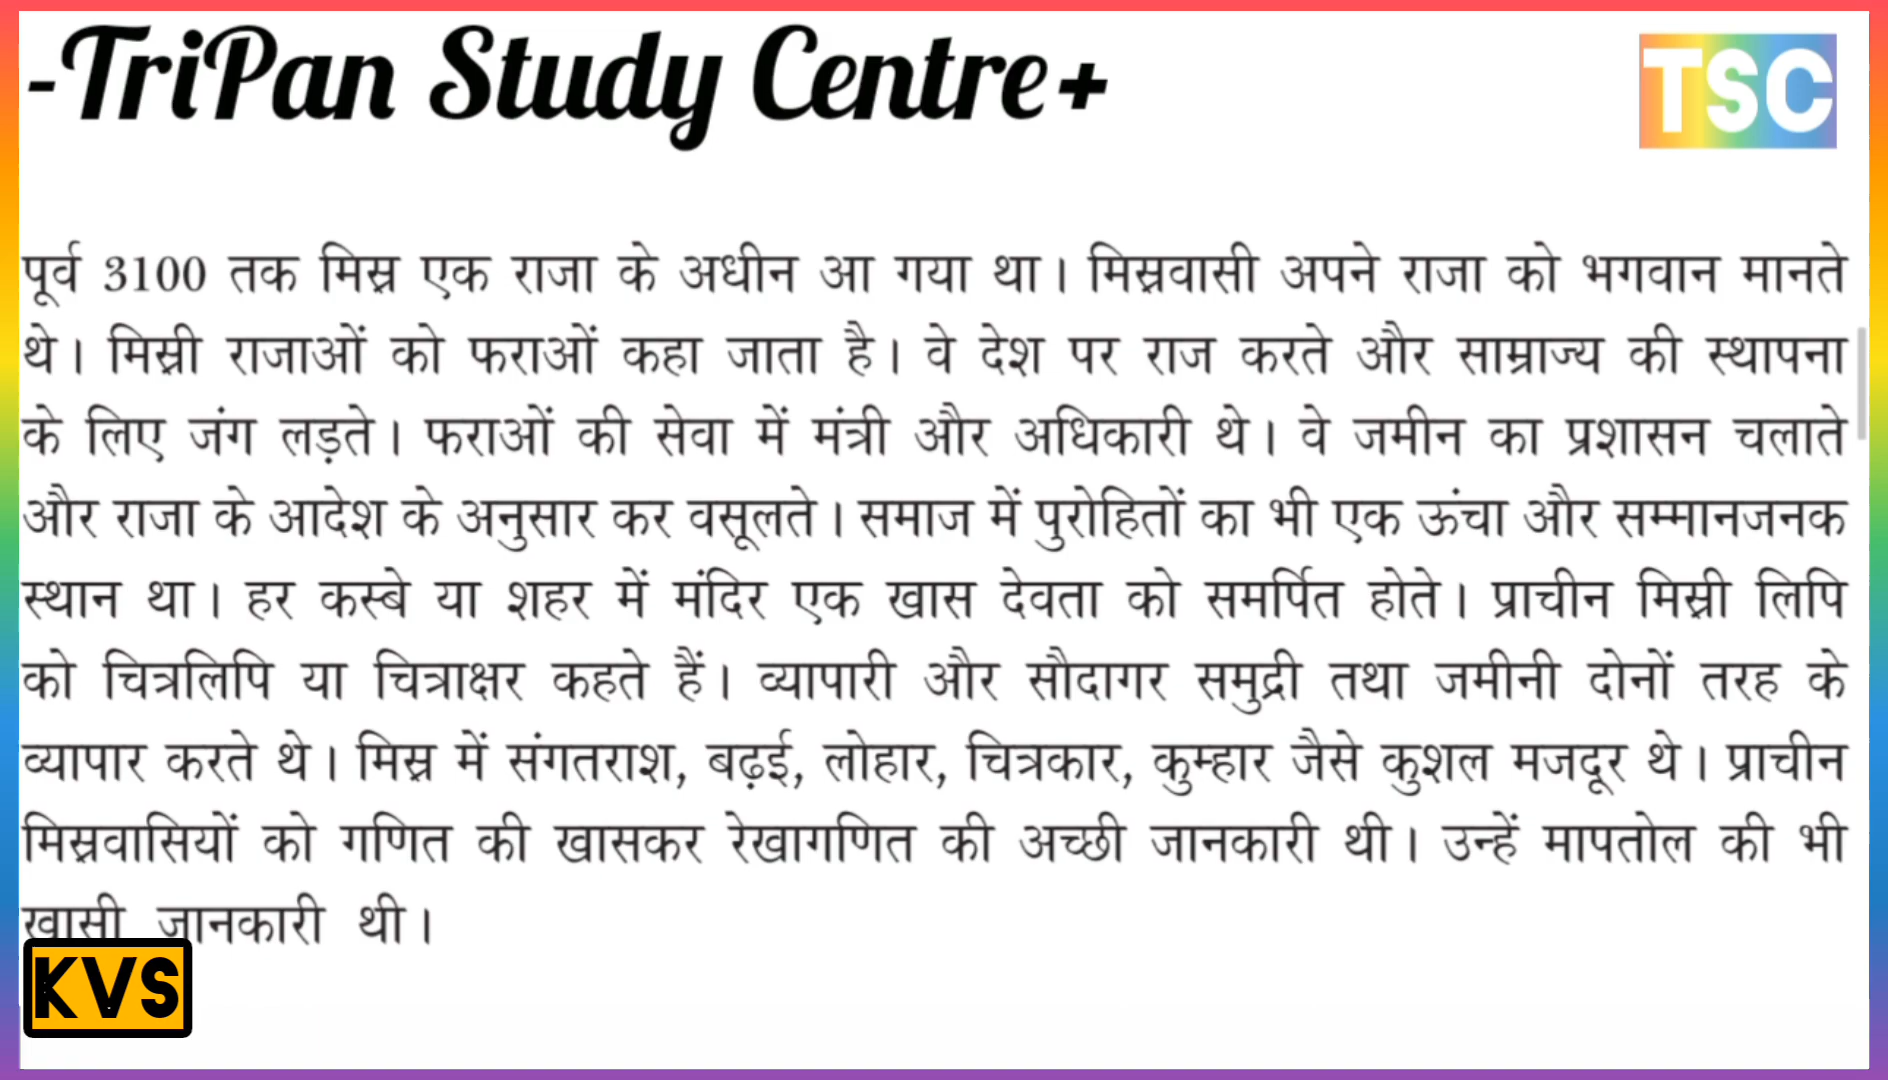 -TriPan Study Centre+
TSC
पूर्व 3100 तक मिस्र एक राजा के अधीन आ गया था। मिस्रवासी अपने राजा को भगवान मानते
थे। मिस्री राजाओं को फराओं कहा जाता है। वे देश पर राज करते और साम्राज्य की स्थापना
के लिए जंग लड़ते। फराओं की सेवा में मंत्री और अधिकारी थे। वे जमीन का प्रशासन चलाते
और राजा के आदेश के अनुसार कर वसूलते। समाज में पुरोहितों का भी एक ऊंचा और सम्मानजनक
स्थान था। हर कस्बे या शहर में मंदिर एक खास देवता को समर्पित होते। प्राचीन मिस्री लिपि
को चित्रलिपि या चित्राक्षर कहते हैं। व्यापारी और सौदागर समुद्री तथा जमीनी दोनों तरह के
व्यापार करते थे। मिस्र में संगतराश, बढ़ई, लोहार, चित्रकार, कुम्हार जैसे कुशल मजदूर थे। प्राचीन
मिस्रवासियों को गणित की खासकर रेखागणित की अच्छी जानकारी थी। उन्हें मापतोल की भी
खासी जानकारी थी।
KVS